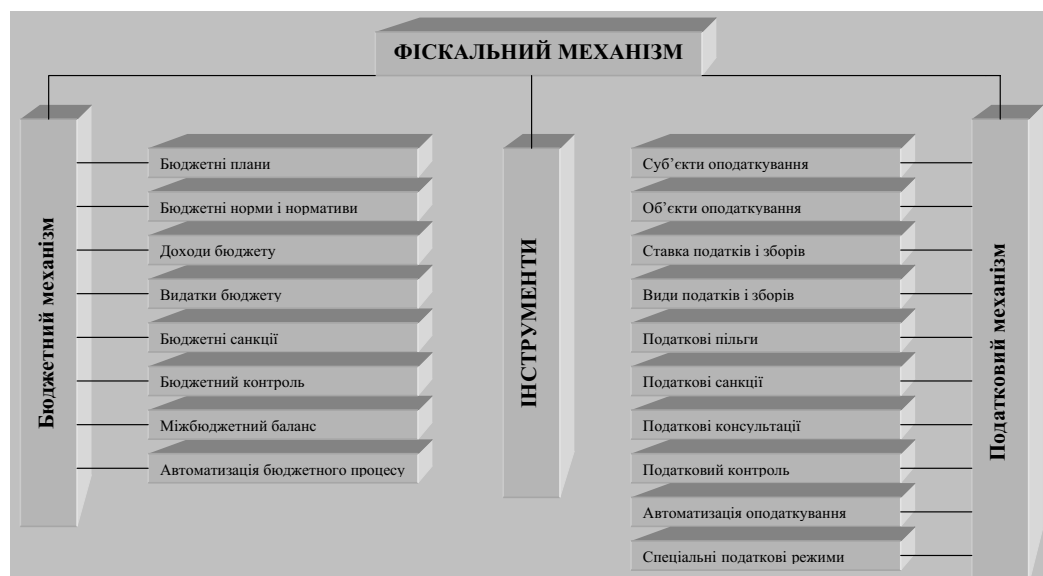 ФІСКАЛЬНИЙ МЕХАНІЗМ
Бюджетний механізм
Бюджетні плани
Бюджетні норми і нормативи
Доходи бюджету
Видатки бюджету
Бюджетні санкції
Бюджетний контроль
Міжбюджетний баланс
Автоматизація бюджетного процесу
ІНСТРУМЕНТИ
Суб’єкти оподаткування
Об’єкти оподаткування
Ставка податків і зборів
Види податків і зборів
Податкові пільги
Податкові санкції
Податкові консультації
Податковий контроль
Автоматизація оподаткування
Спеціальні податкові режими
Податковий механізм